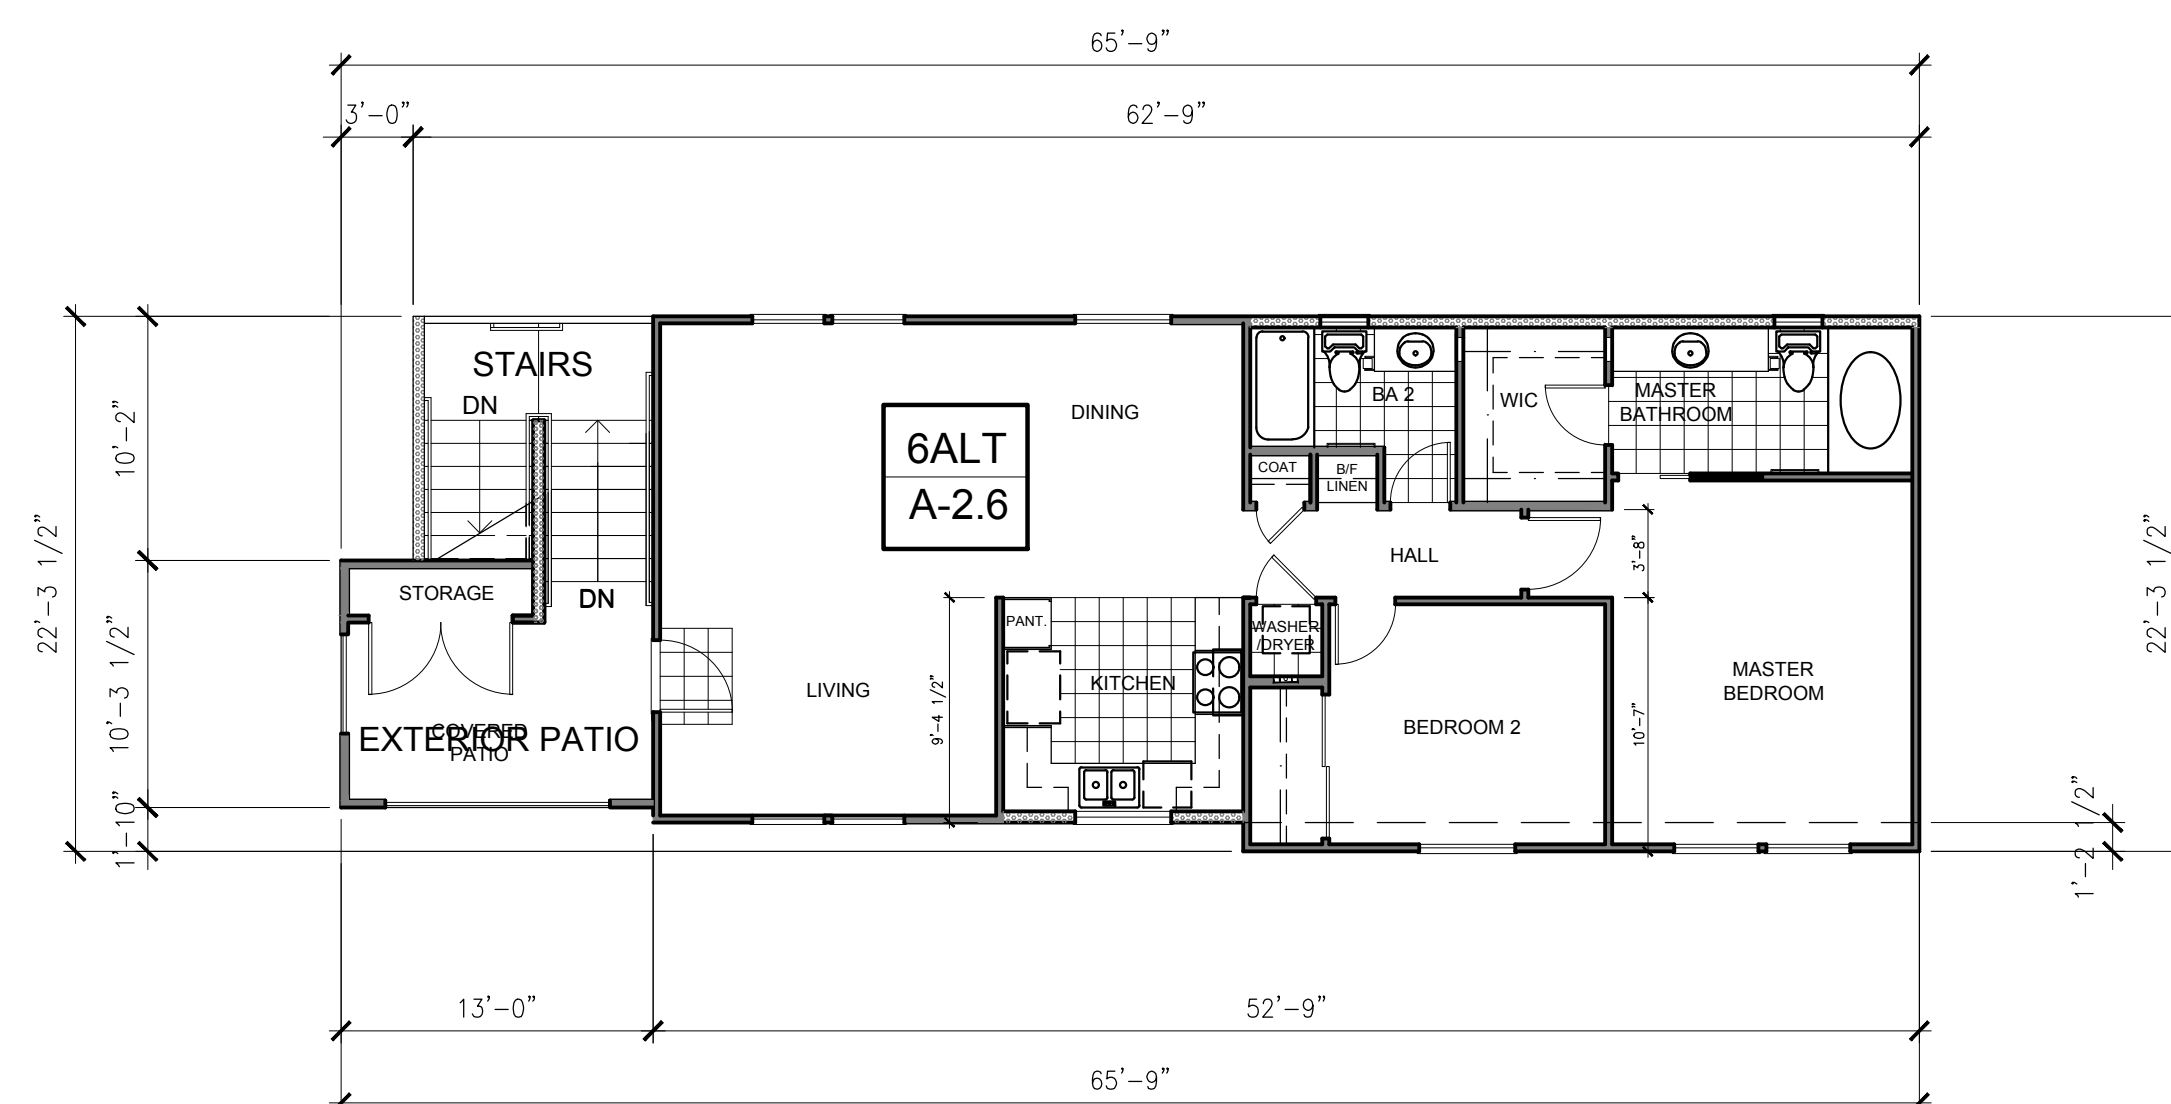 65'-9"
3'-0"
62'-9"
STAIRS
DN
DN
6ALT
A-2.6
DINING
BA 2
WIC
MASTER
BATHROOM
COAT
B/F
LINEN
HALL
3'-8"
10'-2"
22'-3 1/2"
22'-3 1/2"
10'-3 1/2"
1'-10"
STORAGE
PANT.
WASHER
/DRYER
LIVING
9'-4 1/2"
KITCHEN
BEDROOM 2
10'-7"
MASTER
BEDROOM
COVERED
PATIO
EXTERIOR PATIO
1'-2 1/2"
13'-0"
52'-9"
65'-9"